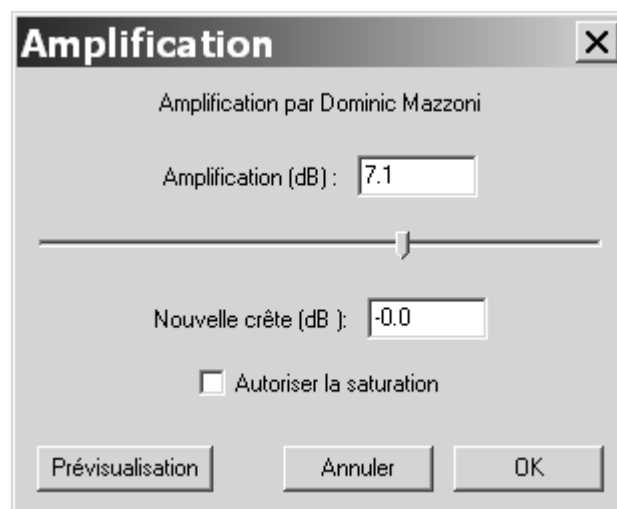 Amplification
Amplification par Dominic Mazzoni
Amplification (dB) : 7.1
Nouvelle crête (dB ): -0.0
Autoriser la saturation
Prévisualisation Annuler OK